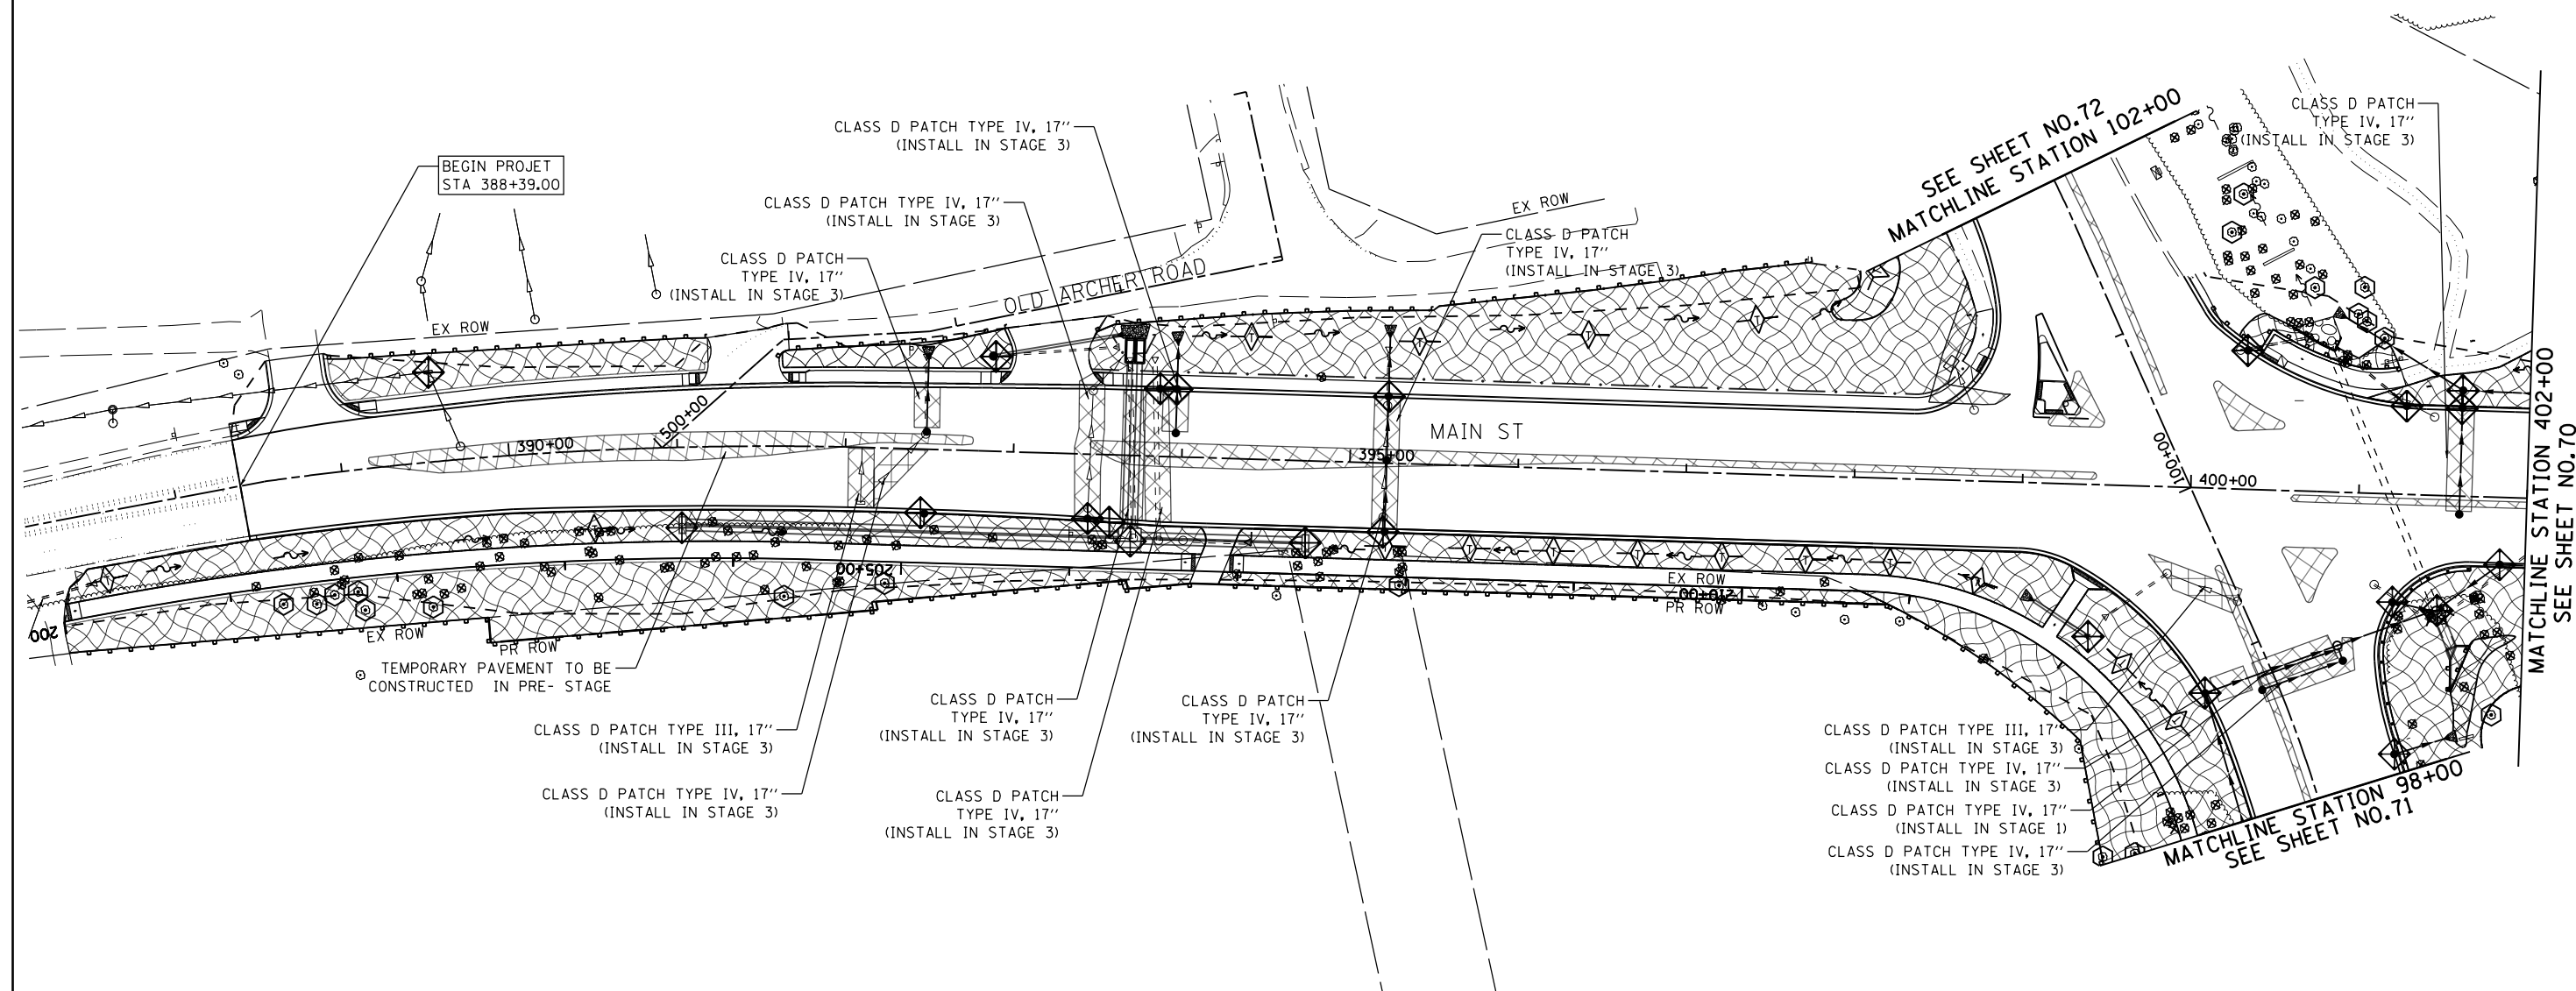 SEE SHEET NO.72
MATCHLINE STATION 102+00
CLASS D PATCH
TYPE IV, 17"
(INSTALL IN STAGE 3)
CLASS D PATCH TYPE IV, 17"
(INSTALL IN STAGE 3)
BEGIN PROJET
STA 388+39.00
CLASS D PATCH TYPE IV, 17"
(INSTALL IN STAGE 3)
EX ROW
CLASS D PATCH
TYPE IV, 17"
(INSTALL IN STAGE 3)
CLASS D PATCH
TYPE IV, 17"
(INSTALL IN STAGE 3)
OLD ARCHER ROAD
EX ROW
500+00
390+00
MAIN ST
395+00
100+00
400+00
MATCHLINE STATION 402+00
SEE SHEET NO.70
205+00
EX ROW
210+00
PR ROW
200
EX ROW
PR ROW
TEMPORARY PAVEMENT TO BE
CONSTRUCTED IN PRE- STAGE
CLASS D PATCH TYPE III, 17"
(INSTALL IN STAGE 3)
CLASS D PATCH TYPE IV, 17"
(INSTALL IN STAGE 3)
CLASS D PATCH
TYPE IV, 17"
(INSTALL IN STAGE 3)
CLASS D PATCH
TYPE IV, 17"
(INSTALL IN STAGE 3)
CLASS D PATCH
TYPE IV, 17"
(INSTALL IN STAGE 3)
CLASS D PATCH TYPE III, 17"
(INSTALL IN STAGE 3)
CLASS D PATCH TYPE IV, 17"
(INSTALL IN STAGE 3)
CLASS D PATCH TYPE IV, 17"
(INSTALL IN STAGE 1)
CLASS D PATCH TYPE IV, 17"
(INSTALL IN STAGE 3)
MATCHLINE STATION 98+00
SEE SHEET NO.71